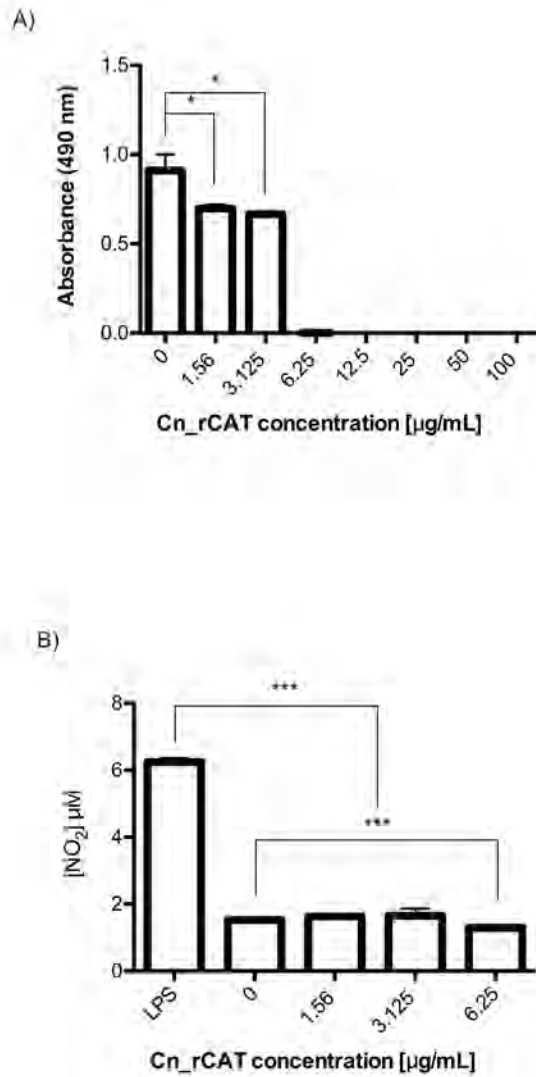 A)
Absorbance (490 nm)
1.5
1.0
0.5
0.0
*
*
0 1.56 3.125 6.25 12.5 25 50 100
Cn_rCAT concentration [µg/mL]
B)
[NO₂] µM
8
6
4
2
0
***
***
LPS 0 1.56 3.125 6.25
Cn_rCAT concentration [µg/mL]